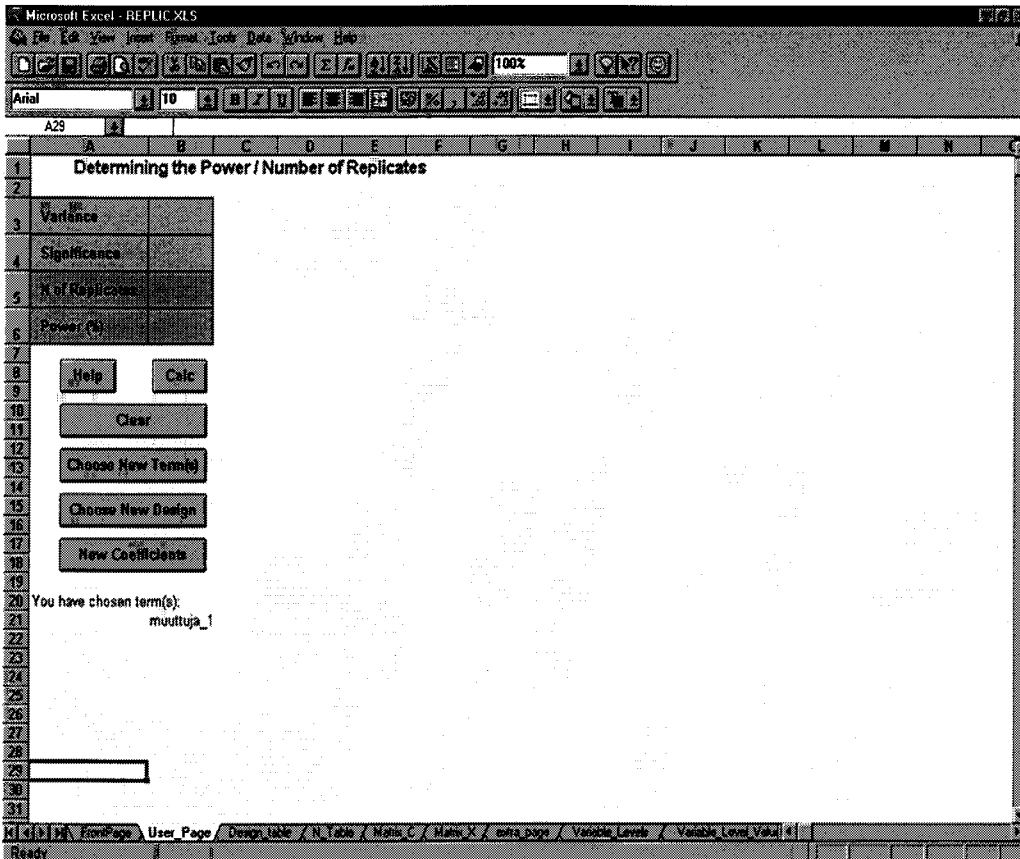 Microsoft Excel - REPLIC.XLS
File Edit View Insert Format Tools Data Window Help
100%
Arial 10 B I U % ,
A29
A B C D E F G H I J K L M N
1 Determining the Power / Number of Replicates
2
3 Variance
4 Significance
5 N of Replicates
6 Power (%)
7
8 Help Calc
9
10 Clear
11
12
13 Choose New Term(s)
14
15 Choose New Design
16
17
18 New Coefficients
19
20 You have chosen term(s):
21 muuttuja_1
22
23
24
25
26
27
28
29
30
31
FrontPage User_Page Design_table N_Table Matrix_C Matrix_X extra_page Variable_Levels Variable_Level_Valu
Ready